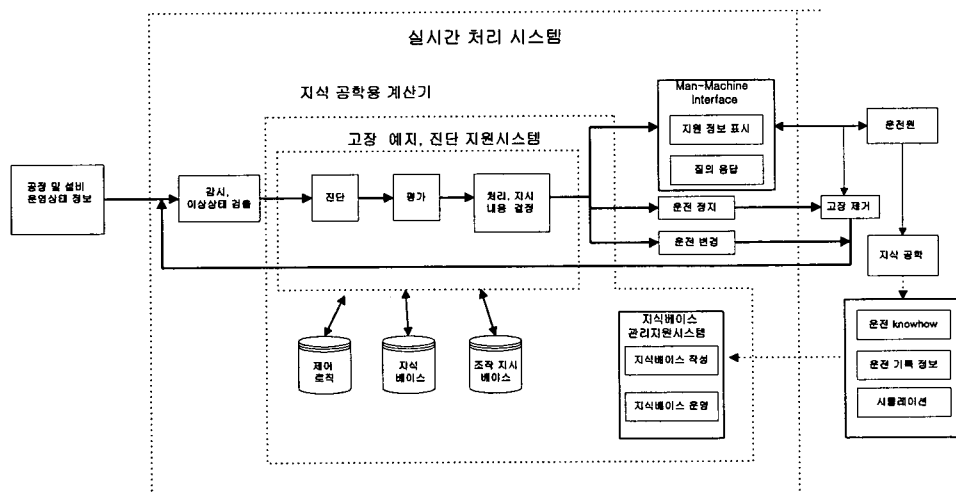 실시간 처리 시스템
지식 공학용 계산기
Man-Machine
Interface
지원 정보 표시
질의 응답
운전원
고장 예지, 진단 지원시스템
공정 및 설비
운영상태 정보
감시,
이상상태 검출
진단
평가
처리, 지시
내용 결정
운전 정지
고장 제거
운전 변경
지식 공학
제어
로직
지식
베이스
조작 지시
베이스
지식베이스
관리지원시스템
지식베이스 작성
지식베이스 운영
운전 knowhow
운전 기록 정보
시뮬레이션